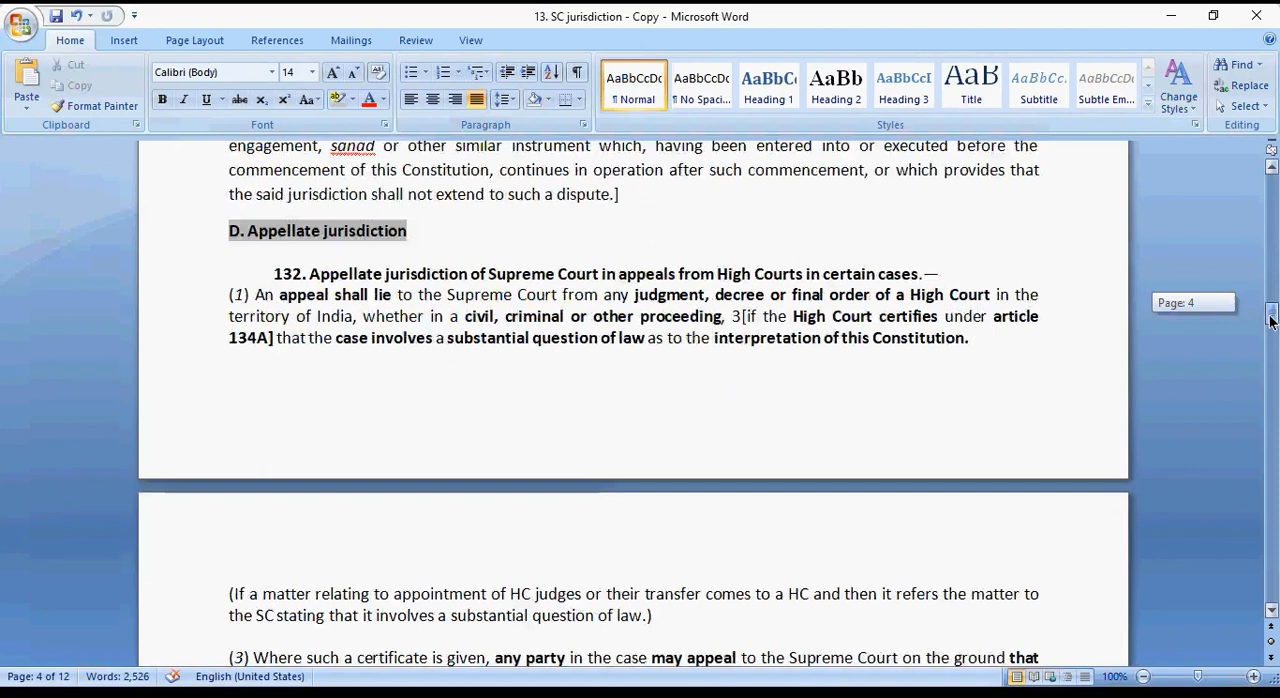 13. SC jurisdiction - Copy - Microsoft Word
Home Insert Page Layout References Mailings Review View
Paste
Cut
Copy
Format Painter
Clipboard
Calibri (Body) 14
B I U abc x₂ x² Aa
Font
Paragraph
AaBbCcDc AaBbCcDc AaBbC AaBb AaBbCcI AaB AaBbCc. AaBbCcDc
¶ Normal ¶ No Spaci... Heading 1 Heading 2 Heading 3 Title Subtitle Subtle Em...
Change
Styles
Styles
Find
Replace
Select
Editing
engagement, sanad or other similar instrument which, having been entered into or executed before the
commencement of this Constitution, continues in operation after such commencement, or which provides that
the said jurisdiction shall not extend to such a dispute.]
D. Appellate jurisdiction
132. Appellate jurisdiction of Supreme Court in appeals from High Courts in certain cases.—
(1) An appeal shall lie to the Supreme Court from any judgment, decree or final order of a High Court in the
territory of India, whether in a civil, criminal or other proceeding, 3[if the High Court certifies under article
134A] that the case involves a substantial question of law as to the interpretation of this Constitution.
Page: 4
(If a matter relating to appointment of HC judges or their transfer comes to a HC and then it refers the matter to
the SC stating that it involves a substantial question of law.)
(3) Where such a certificate is given, any party in the case may appeal to the Supreme Court on the ground that
Page: 4 of 12 Words: 2,526 English (United States) 100%